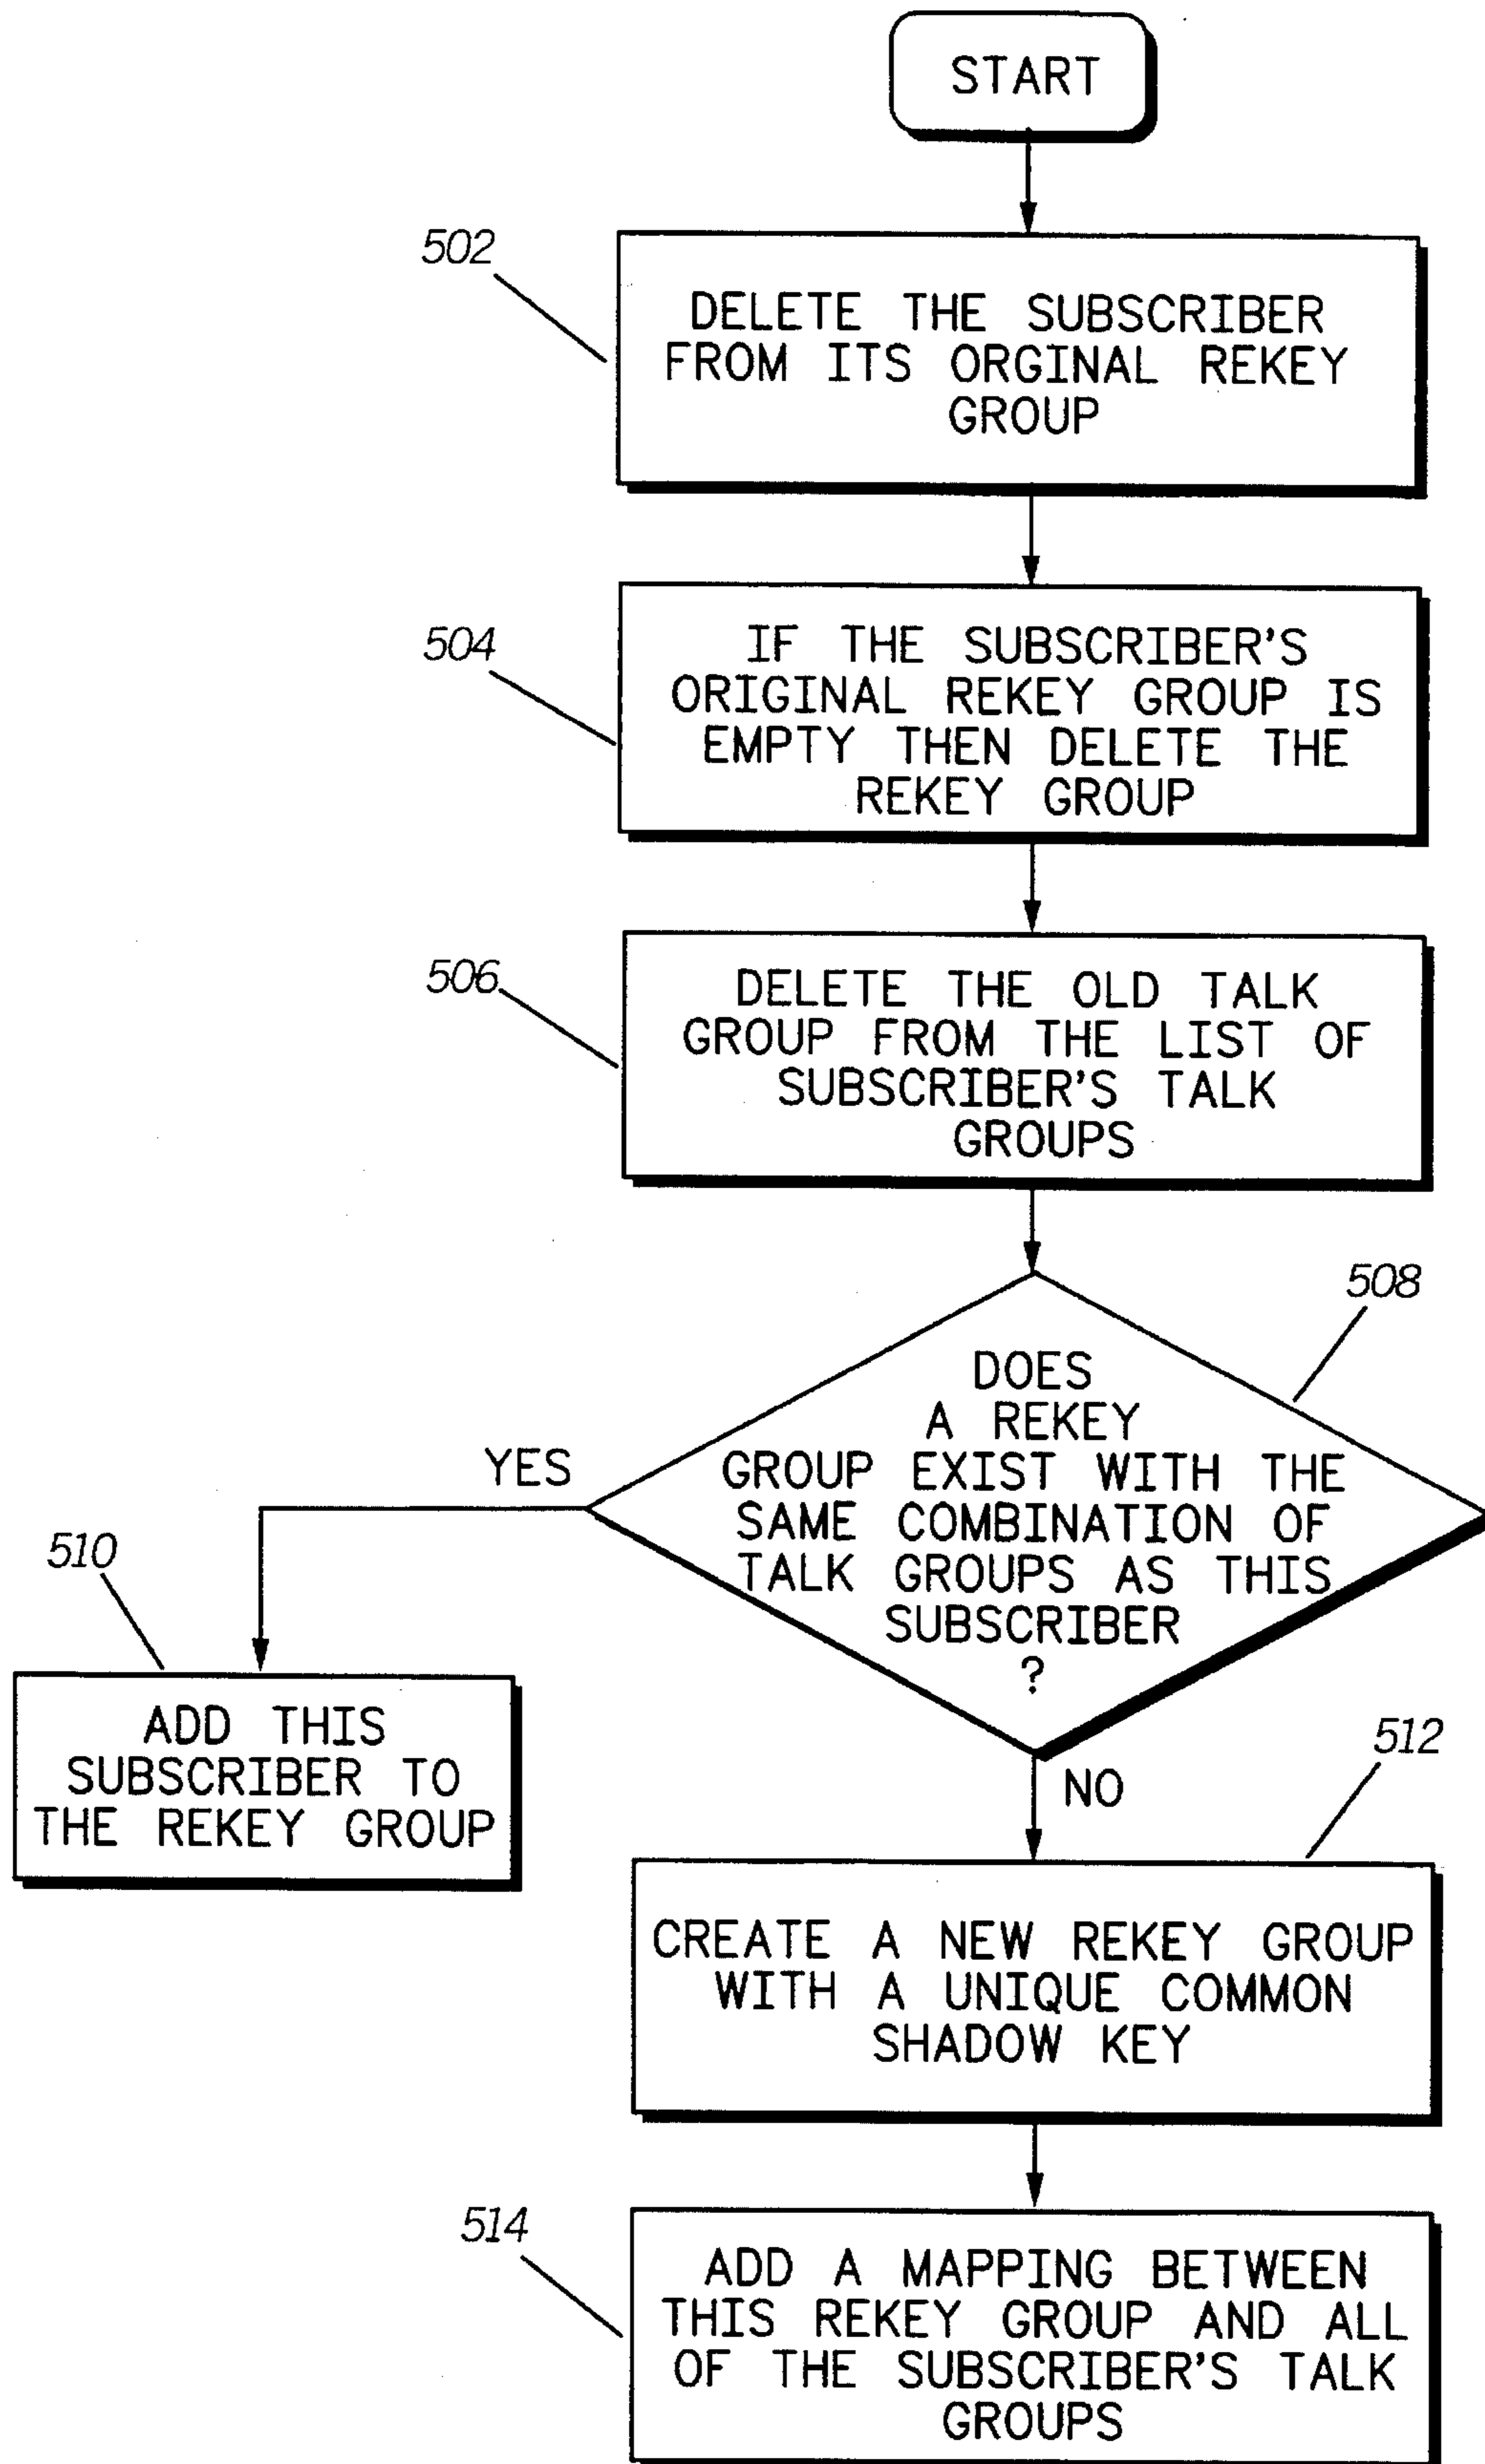 START
502
DELETE THE SUBSCRIBER
FROM ITS ORGINAL REKEY
GROUP
504
IF THE SUBSCRIBER'S
ORIGINAL REKEY GROUP IS
EMPTY THEN DELETE THE
REKEY GROUP
506
DELETE THE OLD TALK
GROUP FROM THE LIST OF
SUBSCRIBER'S TALK
GROUPS
508
DOES
A REKEY
GROUP EXIST WITH THE
SAME COMBINATION OF
TALK GROUPS AS THIS
SUBSCRIBER
?
YES
510
ADD THIS
SUBSCRIBER TO
THE REKEY GROUP
NO
512
CREATE A NEW REKEY GROUP
WITH A UNIQUE COMMON
SHADOW KEY
514
ADD A MAPPING BETWEEN
THIS REKEY GROUP AND ALL
OF THE SUBSCRIBER'S TALK
GROUPS